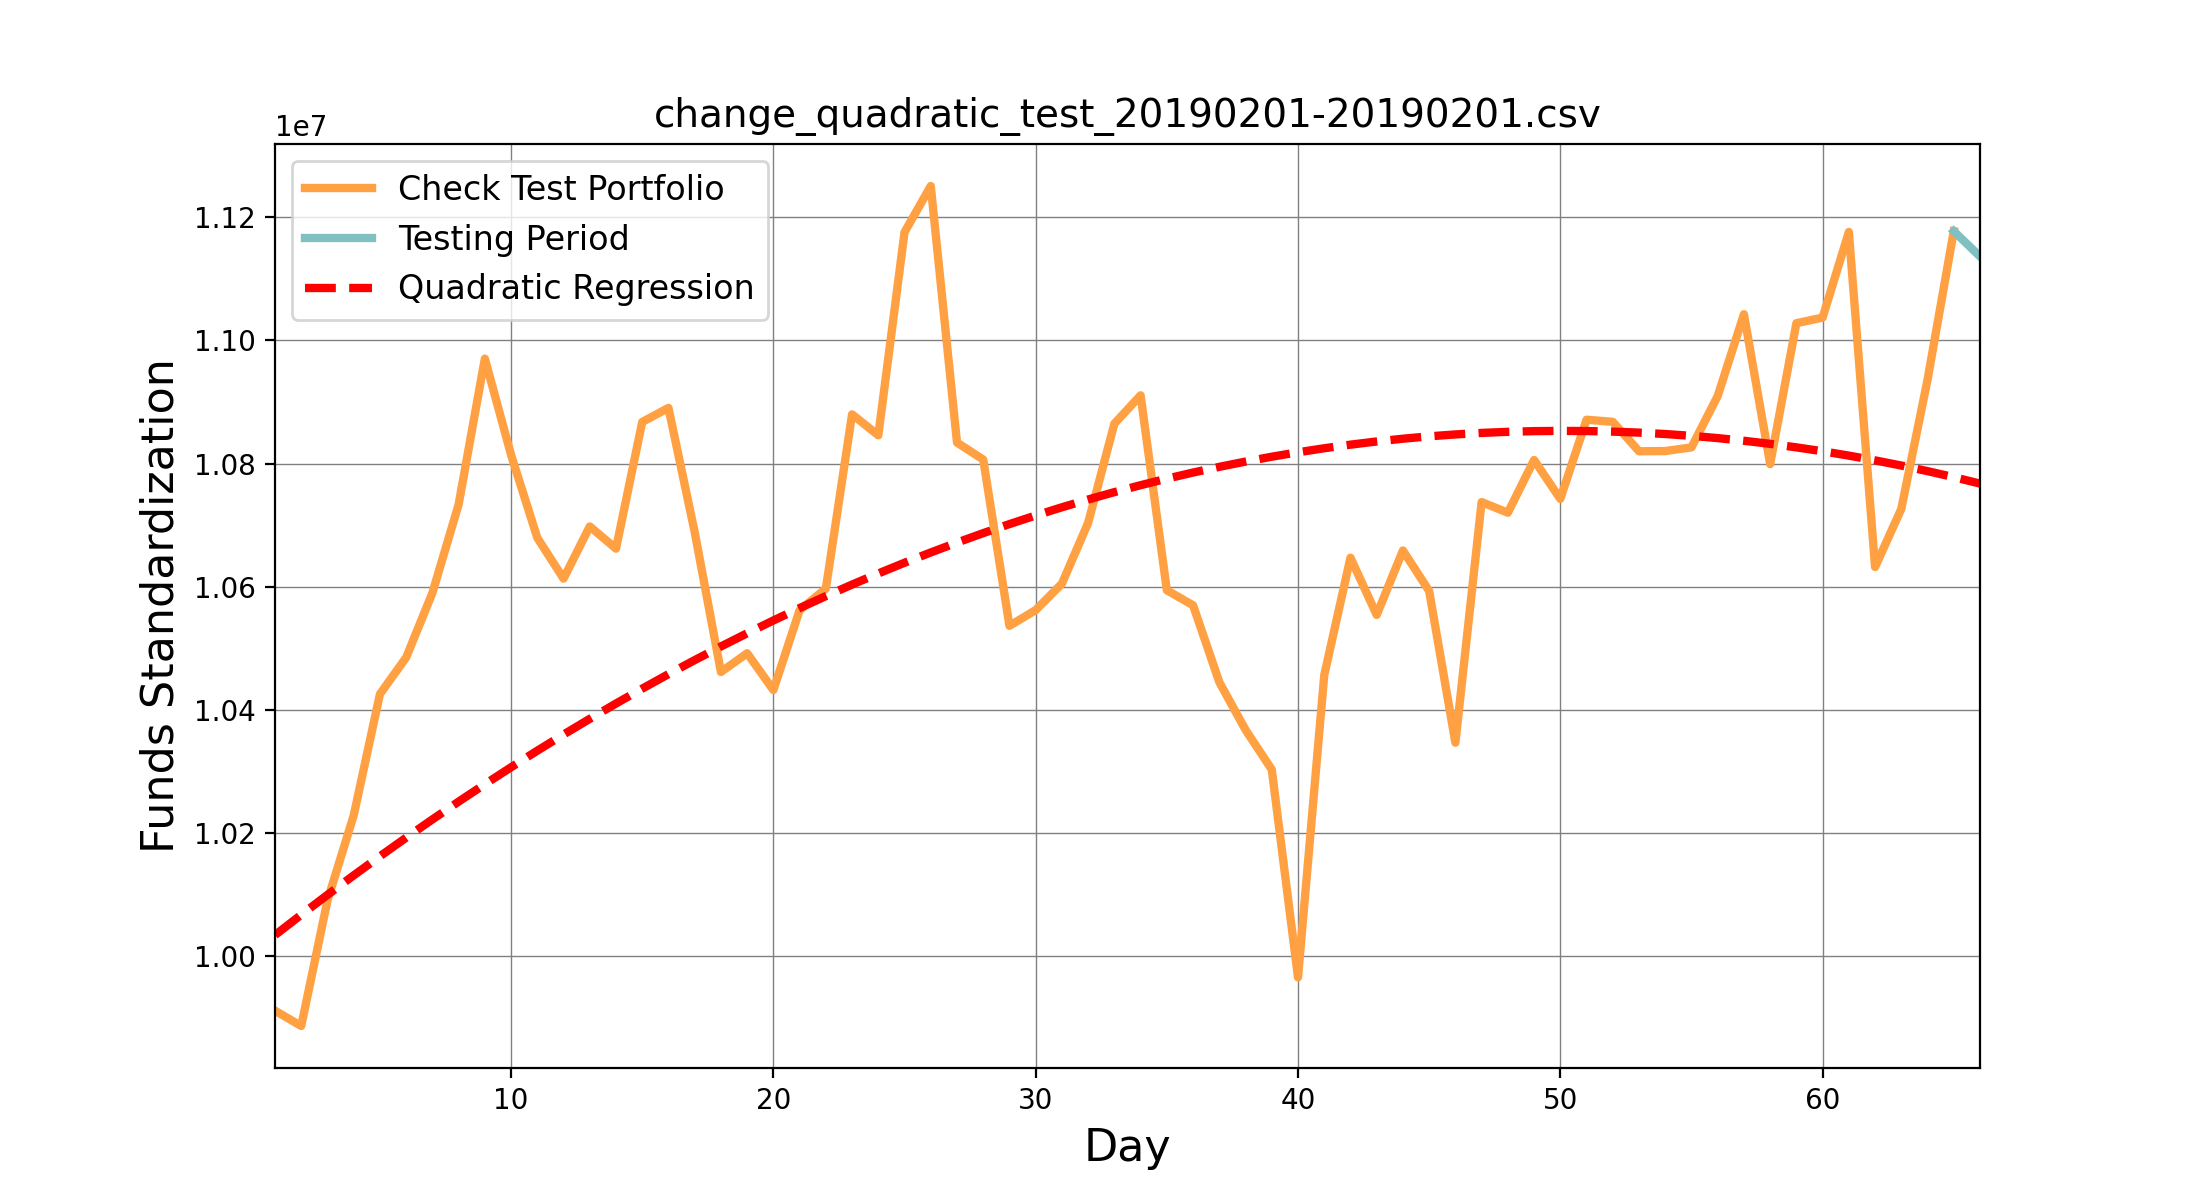 change_quadratic_test_20190201-20190201.csv
1e7
Check Test Portfolio
Testing Period
Quadratic Regression
1.12
1.10
1.08
1.06
1.04
1.02
1.00
Funds Standardization
10 20 30 40 50 60
Day